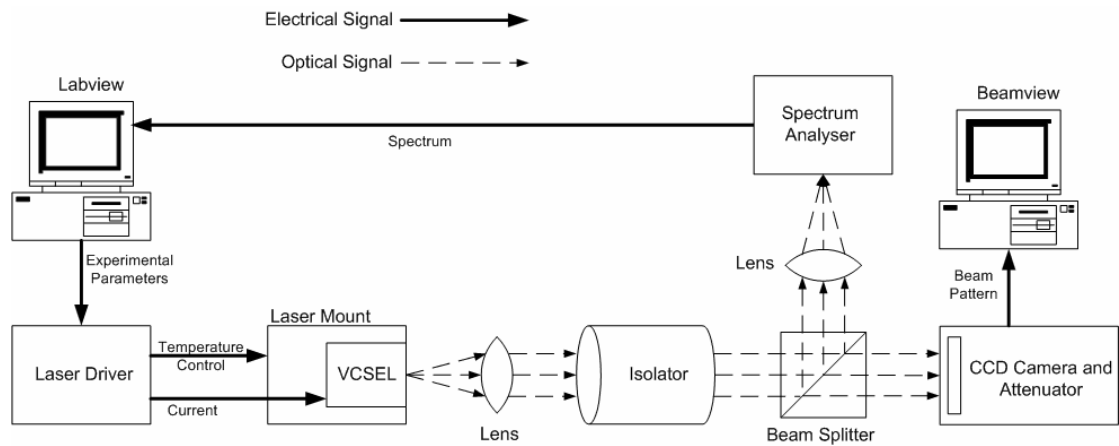 Electrical Signal
Optical Signal
Labview
Beamview
Spectrum
Analyser
Spectrum
Experimental
Parameters
Lens
Beam
Pattern
Laser Mount
Temperature
Control
Laser Driver
VCSEL
Isolator
CCD Camera and
Attenuator
Current
Lens
Beam Splitter